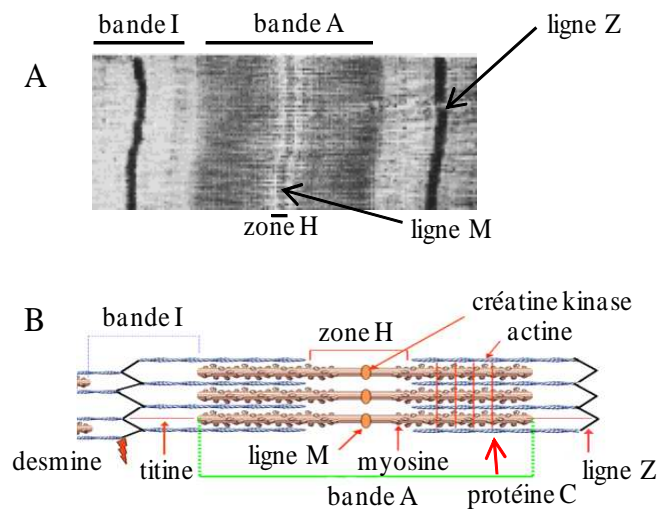 bande I
bande A
ligne Z
A
zone H
ligne M
B
bande I
zone H
créatine kinase
actine
desmine
titine
ligne M
myosine
protéine C
ligne Z
bande A